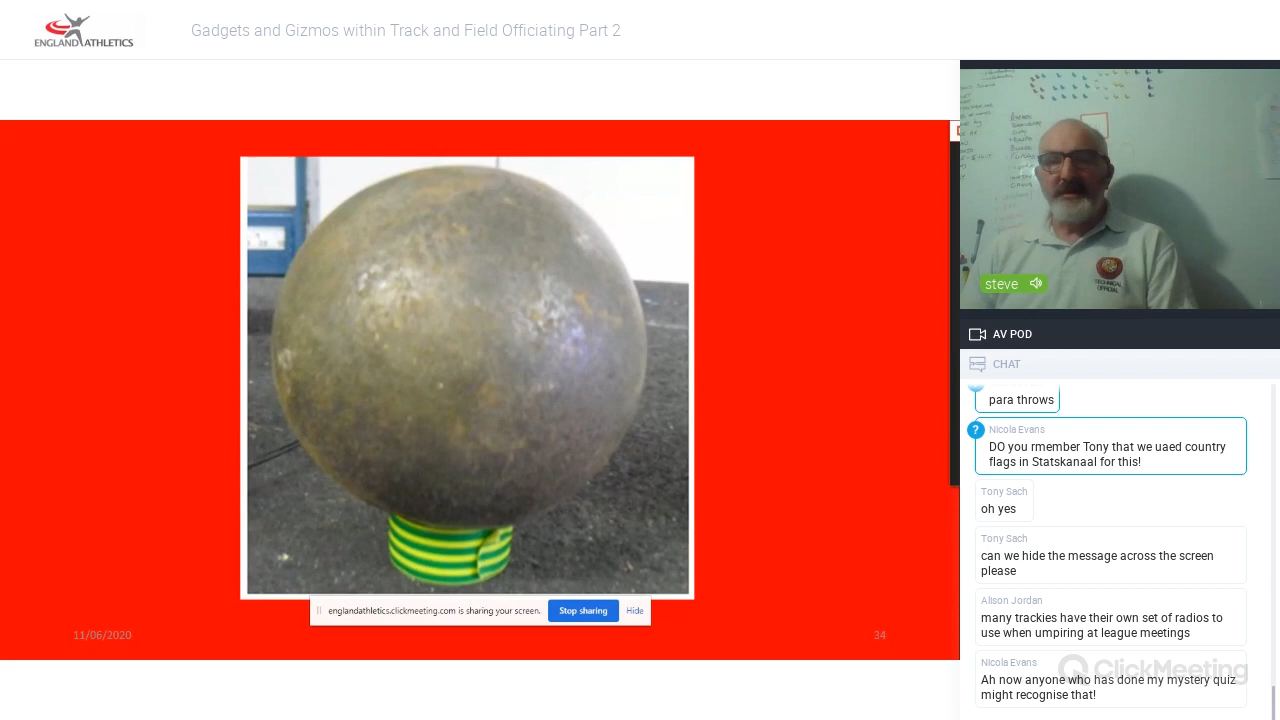 ENGLAND ATHLETICS
Gadgets and Gizmos within Track and Field Officiating Part 2
steve
TECHNICAL
OFFICIAL
AV POD
CHAT
para throws
?
Nicola Evans
DO you rmember Tony that we uaed country
flags in Statskanaal for this!
Tony Sach
oh yes
Tony Sach
can we hide the message across the screen
please
Alison Jordan
many trackies have their own set of radios to
use when umpiring at league meetings
Nicola Evans
Ah now anyone who has done my mystery quiz
might recognise that!
ClickMeeting
englandathletics.clickmeeting.com is sharing your screen.
Stop sharing
Hide
11/06/2020
34